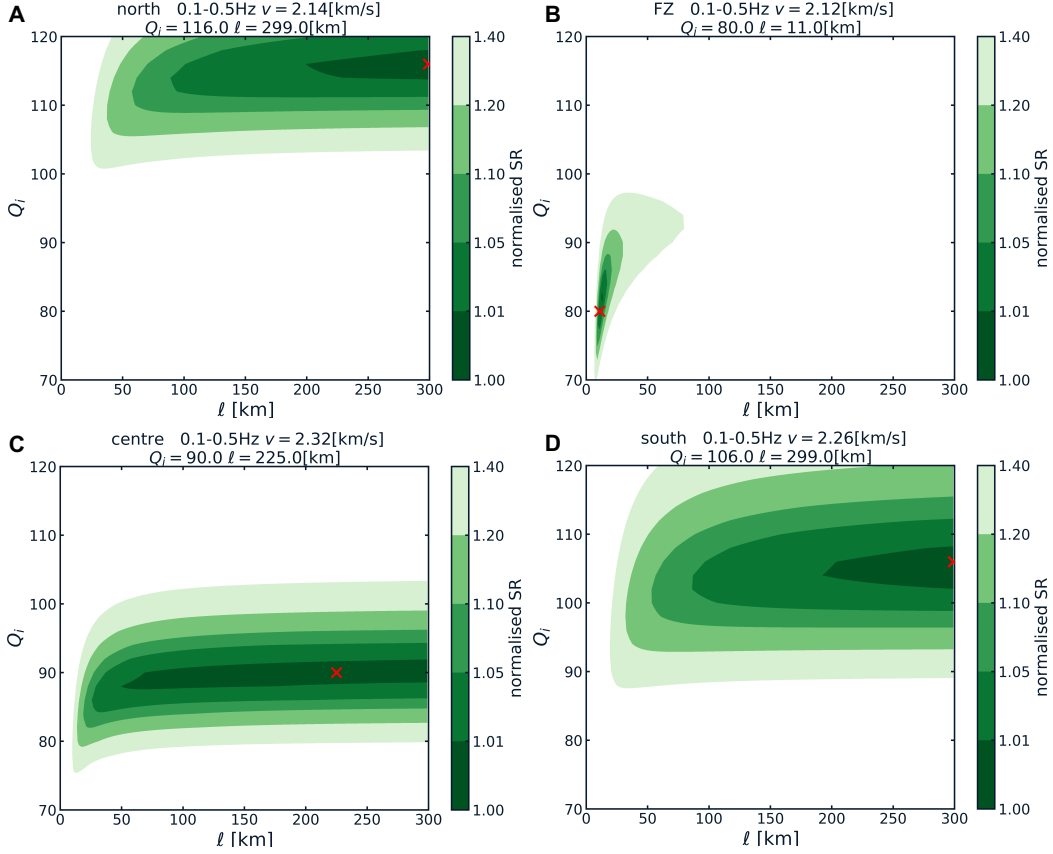 A
north 0.1-0.5Hz v = 2.14[km/s]
Qᵢ = 116.0 ℓ = 299.0[km]
120
110
100
90
80
70
0 50 100 150 200 250 300
Qᵢ
ℓ [km]
1.40
1.20
1.10
1.05
1.01
1.00
normalised SR
B
FZ 0.1-0.5Hz v = 2.12[km/s]
Qᵢ = 80.0 ℓ = 11.0[km]
120
110
100
90
80
70
0 50 100 150 200 250 300
Qᵢ
ℓ [km]
1.40
1.20
1.10
1.05
1.01
1.00
normalised SR
C
centre 0.1-0.5Hz v = 2.32[km/s]
Qᵢ = 90.0 ℓ = 225.0[km]
120
110
100
90
80
70
0 50 100 150 200 250 300
Qᵢ
ℓ [km]
1.40
1.20
1.10
1.05
1.01
1.00
normalised SR
D
south 0.1-0.5Hz v = 2.26[km/s]
Qᵢ = 106.0 ℓ = 299.0[km]
120
110
100
90
80
70
0 50 100 150 200 250 300
Qᵢ
ℓ [km]
1.40
1.20
1.10
1.05
1.01
1.00
normalised SR